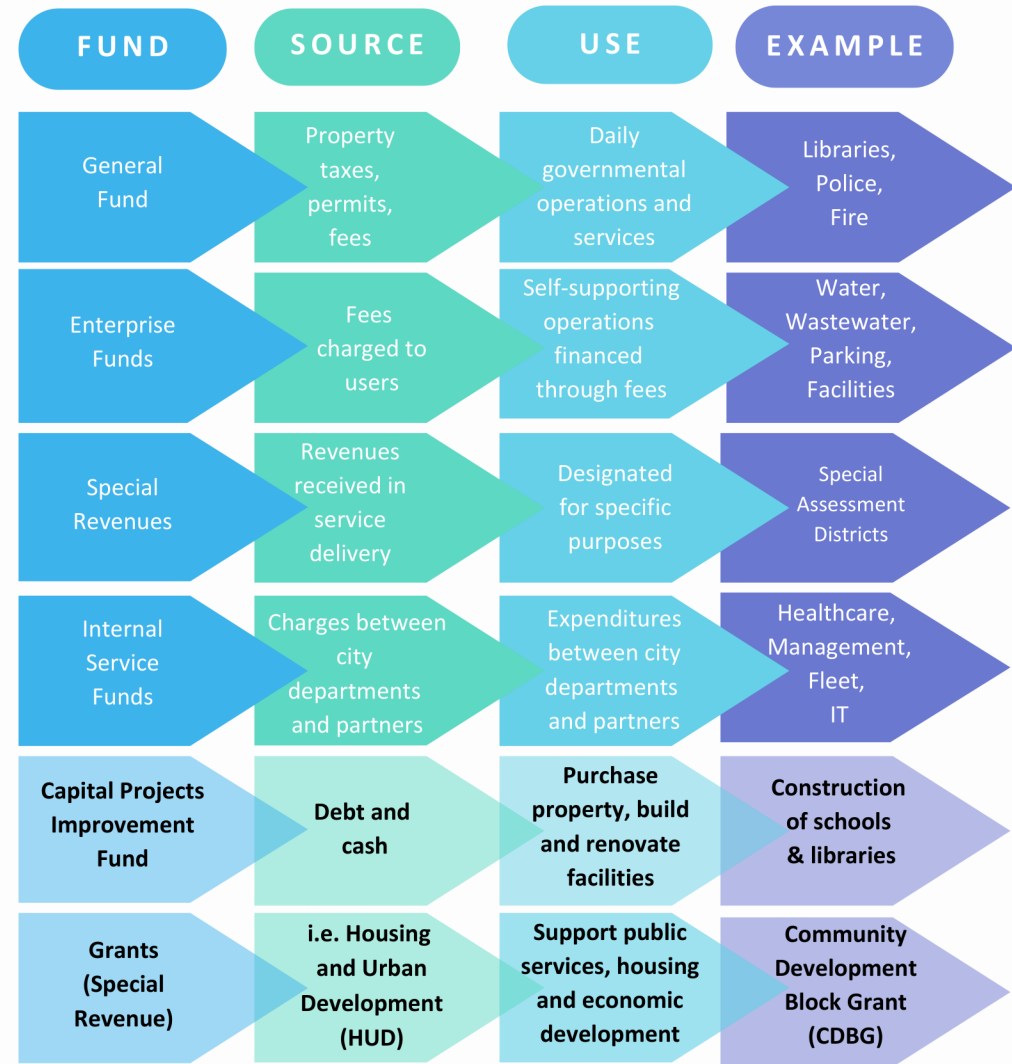 FUND
SOURCE
USE
EXAMPLE
General
Fund
Property
taxes,
permits,
fees
Daily
governmental
operations and
services
Libraries,
Police,
Fire
Enterprise
Funds
Fees
charged to
users
Self-supporting
operations
financed
through fees
Water,
Wastewater,
Parking,
Facilities
Special
Revenues
Revenues
received in
service
delivery
Designated
for specific
purposes
Special
Assessment
Districts
Internal
Service
Funds
Charges between
city
departments
and partners
Expenditures
between city
departments
and partners
Healthcare,
Management,
Fleet,
IT
Capital Projects
Improvement
Fund
Debt and
cash
Purchase
property, build
and renovate
facilities
Construction
of schools
& libraries
Grants
(Special
Revenue)
i.e. Housing
and Urban
Development
(HUD)
Support public
services, housing
and economic
development
Community
Development
Block Grant
(CDBG)